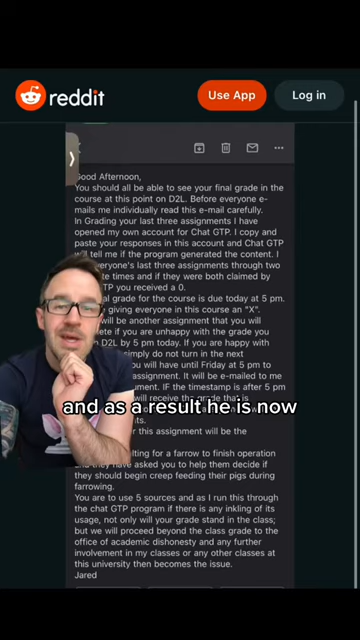 reddit
Use App
Log in
Good Afternoon,
You should all be able to see your final grade in the
course at this point on D2L. Before everyone e-
mails me individually read this e-mail carefully.
In Grading your last three assignments I have
opened my own account for Chat GTP. I copy and
paste your responses in this account and Chat GTP
will tell me if the program generated the content. I
everyone's last three assignments through two
te times and if they were both claimed by
TP you received a 0.
al grade for the course is due today at 5 pm.
giving everyone in this course an "X".
will be another assignment that you will
ete if you are unhappy with the grade you
n D2L by 5 pm today. If you are happy with
simply do not turn in the next
you will have until Friday at 5 pm to
assignment. It will be e-mailed to me
ument. IF the timestamp is after 5 pm
will receive the grade that is
and as a result he is now
nts.
r this assignment will be the
ulting for a farrow to finish operation
and they have asked you to help them decide if
they should begin creep feeding their pigs during
farrowing.
You are to use 5 sources and as I run this through
the chat GTP program if there is any inkling of its
usage, not only will your grade stand in the class;
but we will proceed beyond the class grade to the
office of academic dishonesty and any further
involvement in my classes or any other classes at
this university then becomes the issue.
Jared